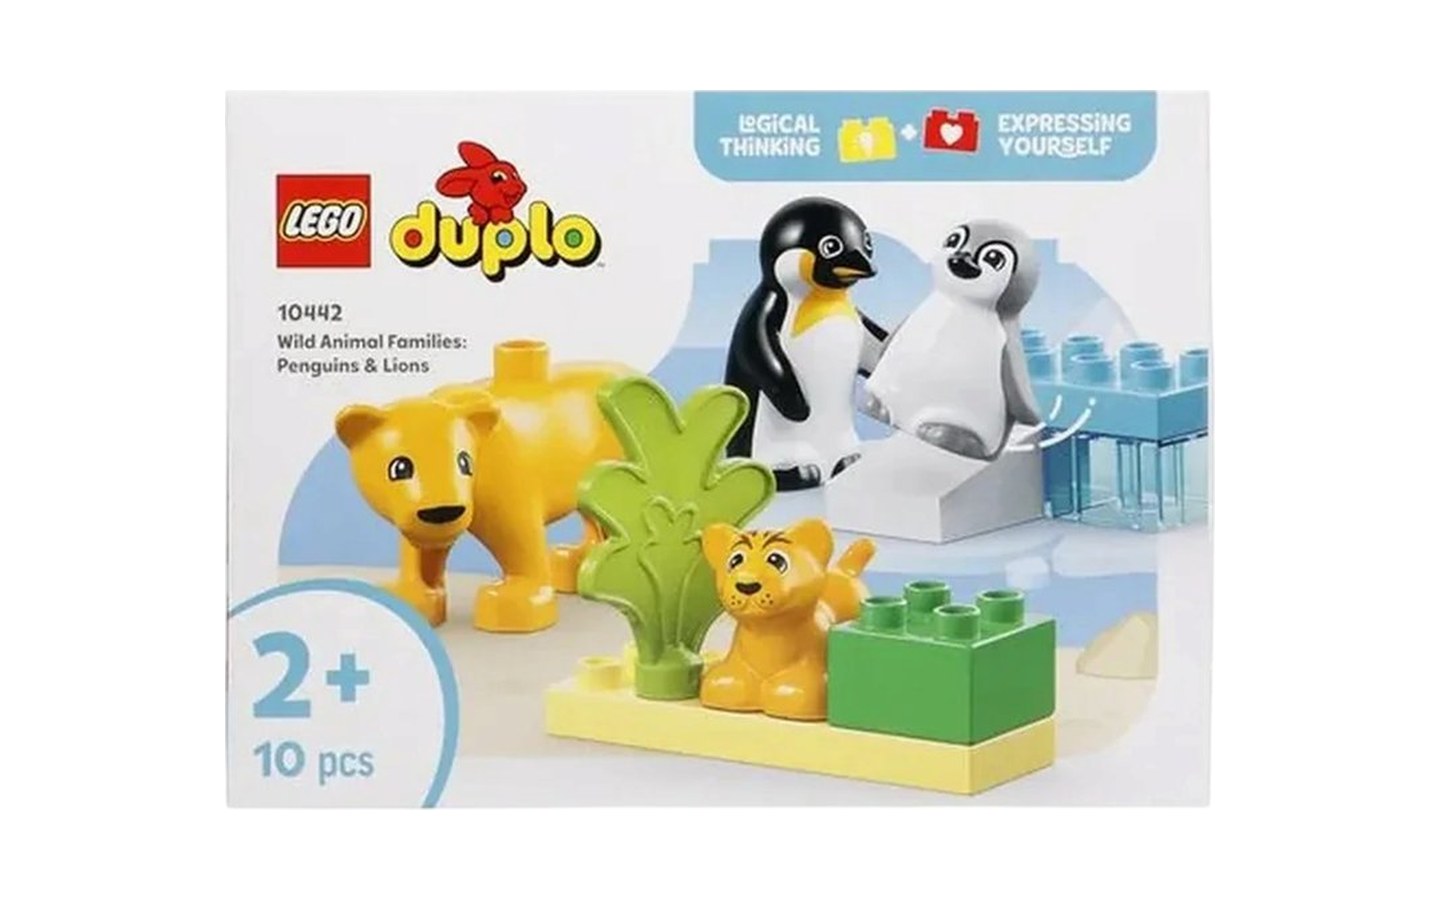 LOGiCAL
THiNKiNG
+
EXPRESSiNG
YOURSELF
LEGO
duplo
10442
Wild Animal Families:
Penguins & Lions
2+
10 pcs